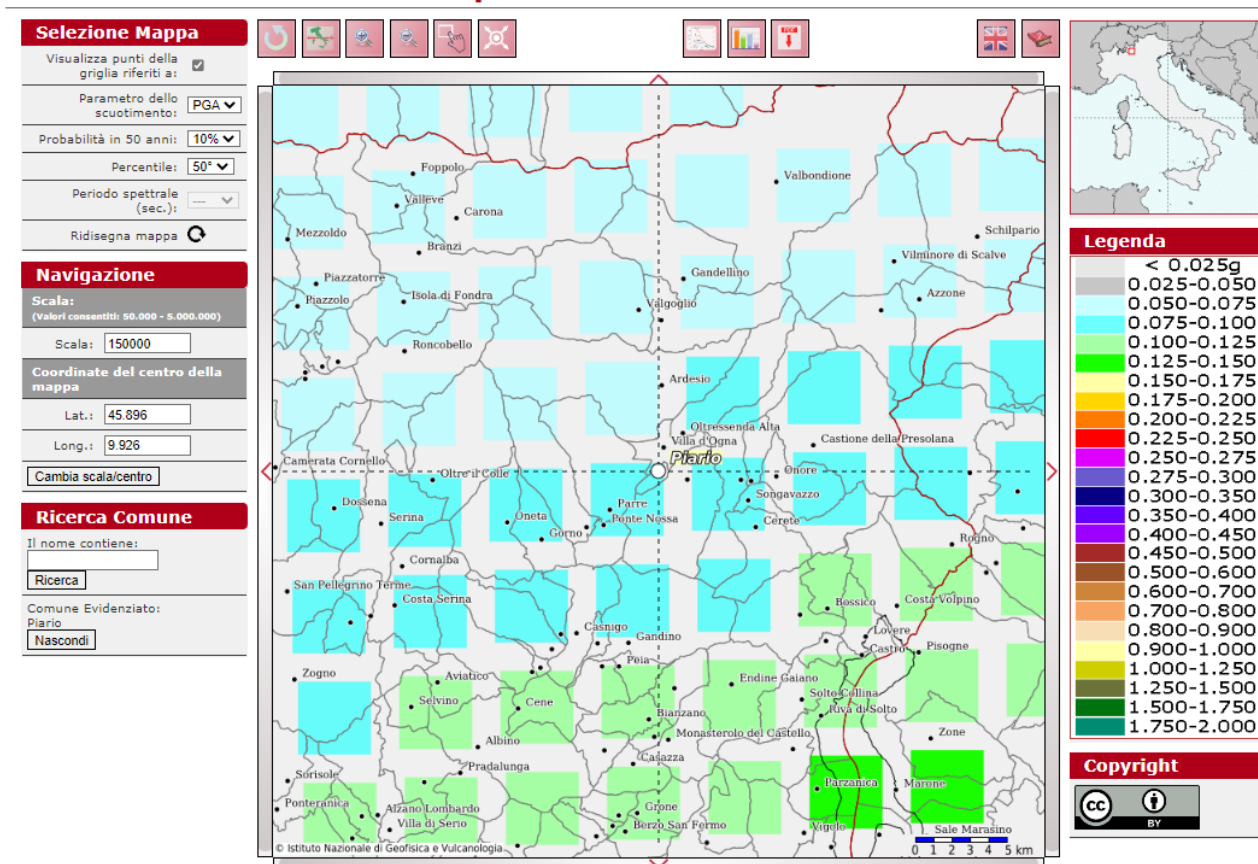 Selezione Mappa
Visualizza punti della
griglia riferiti a:
Parametro dello
scuotimento:
PGA
Probabilità in 50 anni:
10%
Percentile:
50°
Periodo spettrale
(sec.):
---
Ridisegna mappa
Navigazione
Scala:
(Valori consentiti: 50.000 - 5.000.000)
Scala:
150000
Coordinate del centro della
mappa
Lat.:
45.896
Long.:
9.926
Cambia scala/centro
Ricerca Comune
Il nome contiene:
Ricerca
Comune Evidenziato:
Piario
Nascondi
PDF
Foppolo
Valbondione
Valleve
Carona
Mezzoldo
Branzi
Schilpario
Vilminore di Scalve
Piazzatorre
Gandellino
Piazzolo
Isola di Fondra
Valgoglio
Azzone
Roncobello
Ardesio
Oltressenda Alta
Villa d'Ogna
Castione della Presolana
Piario
Camerata Cornello
Oltre il Colle
Onore
Dossena
Songavazzo
Serina
Oneta
Parre
Ponte Nossa
Cerete
Gorno
Rogno
Cornalba
San Pellegrino Terme
Costa Serina
Bossico
Costa Volpino
Casnigo
Gandino
Lovere
Castro
Pisogne
Peia
Zogno
Aviatico
Endine Gaiano
Selvino
Cene
Solto Collina
Bianzano
Riva di Solto
Monasterolo del Castello
Zone
Albino
Casazza
Pradalunga
Sorisole
Parzanica
Marone
Ponteranica
Alzano Lombardo
Grone
Villa di Serio
Berzo San Fermo
Vigolo
Sale Marasino
0 1 2 3 4 5 km
© Istituto Nazionale di Geofisica e Vulcanologia
Legenda
< 0.025g
0.025-0.050
0.050-0.075
0.075-0.100
0.100-0.125
0.125-0.150
0.150-0.175
0.175-0.200
0.200-0.225
0.225-0.250
0.250-0.275
0.275-0.300
0.300-0.350
0.350-0.400
0.400-0.450
0.450-0.500
0.500-0.600
0.600-0.700
0.700-0.800
0.800-0.900
0.900-1.000
1.000-1.250
1.250-1.500
1.500-1.750
1.750-2.000
Copyright
cc
BY